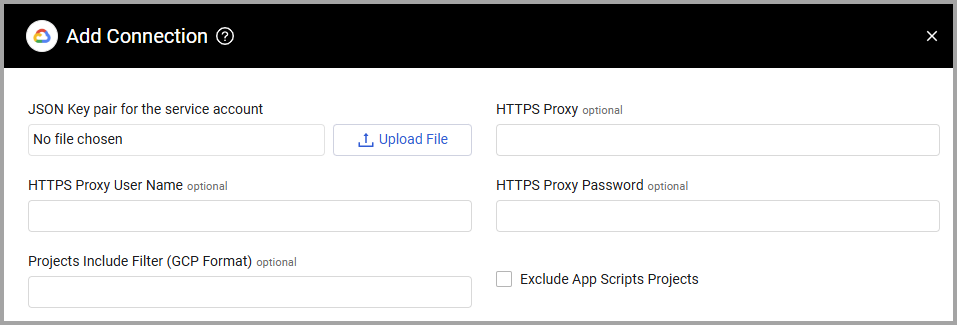 Add Connection ?
JSON Key pair for the service account
No file chosen
Upload File
HTTPS Proxy optional
HTTPS Proxy User Name optional
HTTPS Proxy Password optional
Projects Include Filter (GCP Format) optional
Exclude App Scripts Projects